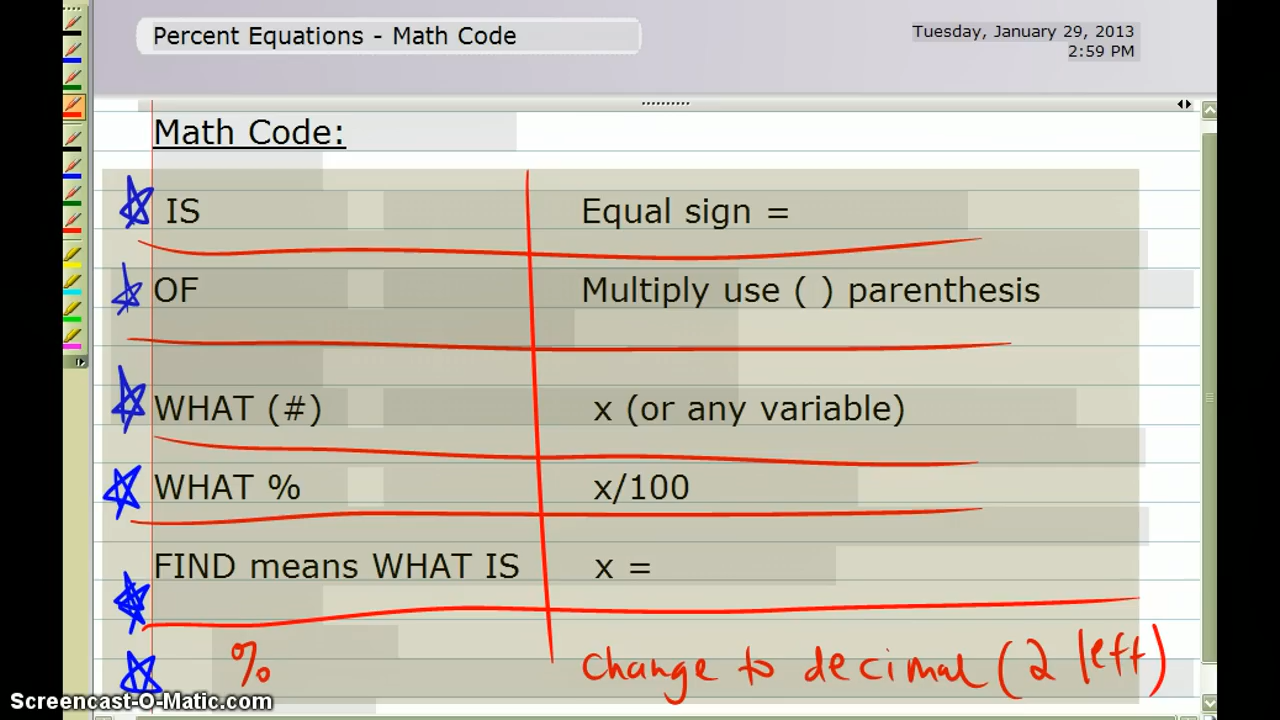 Percent Equations - Math Code
Tuesday, January 29, 2013
2:59 PM
Math Code:
IS Equal sign =
OF Multiply use ( ) parenthesis
WHAT (#) x (or any variable)
WHAT % x/100
FIND means WHAT IS x =
% change to decimal (2 left)
Screencast-O-Matic.com